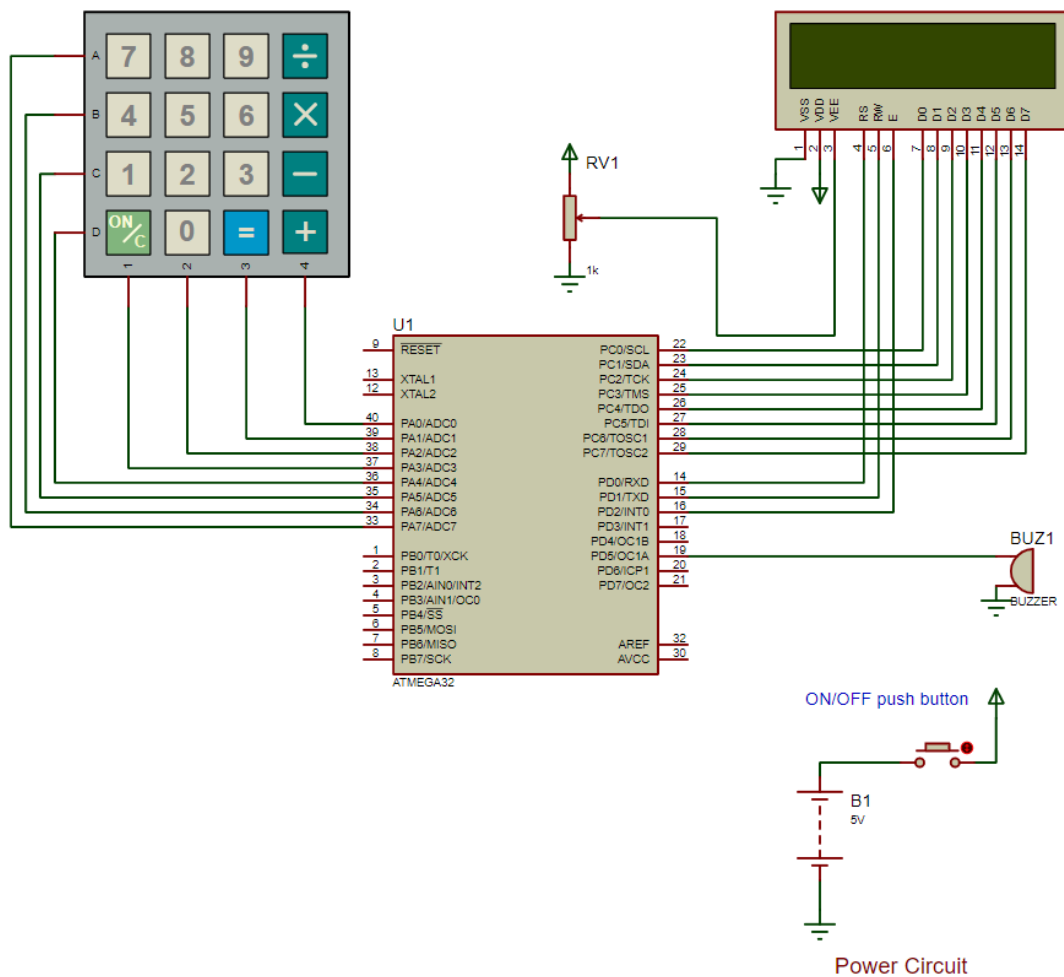 A 7 8 9 ÷
B 4 5 6 ×
C 1 2 3 −
D ON/C 0 = +
1 2 3 4
VSS VDD VEE RS RW E D0 D1 D2 D3 D4 D5 D6 D7
1 2 3 4 5 6 7 8 9 10 11 12 13 14
RV1
1k
U1
9 RESET PC0/SCL 22
PC1/SDA 23
13 XTAL1 PC2/TCK 24
12 XTAL2 PC3/TMS 25
PC4/TDO 26
40 PA0/ADC0 PC5/TDI 27
39 PA1/ADC1 PC6/TOSC1 28
38 PA2/ADC2 PC7/TOSC2 29
37 PA3/ADC3
36 PA4/ADC4 PD0/RXD 14
35 PA5/ADC5 PD1/TXD 15
34 PA6/ADC6 PD2/INT0 16
33 PA7/ADC7 PD3/INT1 17
PD4/OC1B 18
1 PB0/T0/XCK PD5/OC1A 19
2 PB1/T1 PD6/ICP1 20
3 PB2/AIN0/INT2 PD7/OC2 21
4 PB3/AIN1/OC0
5 PB4/SS
6 PB5/MOSI
7 PB6/MISO AREF 32
8 PB7/SCK AVCC 30
ATMEGA32
BUZ1
BUZZER
ON/OFF push button
B1
5V
Power Circuit